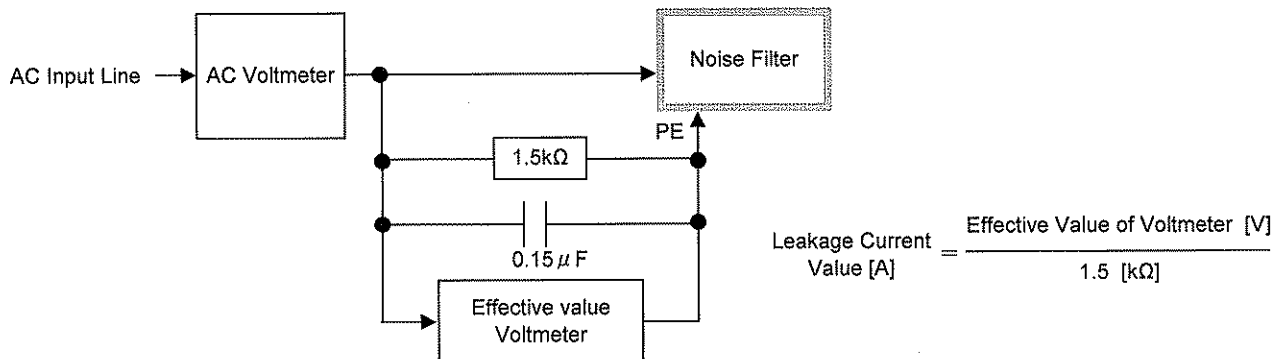 AC Input Line
AC Voltmeter
Noise Filter
PE
1.5kΩ
0.15μF
Effective value
Voltmeter
Leakage Current
Value [A]
=
Effective Value of Voltmeter [V]
1.5 [kΩ]